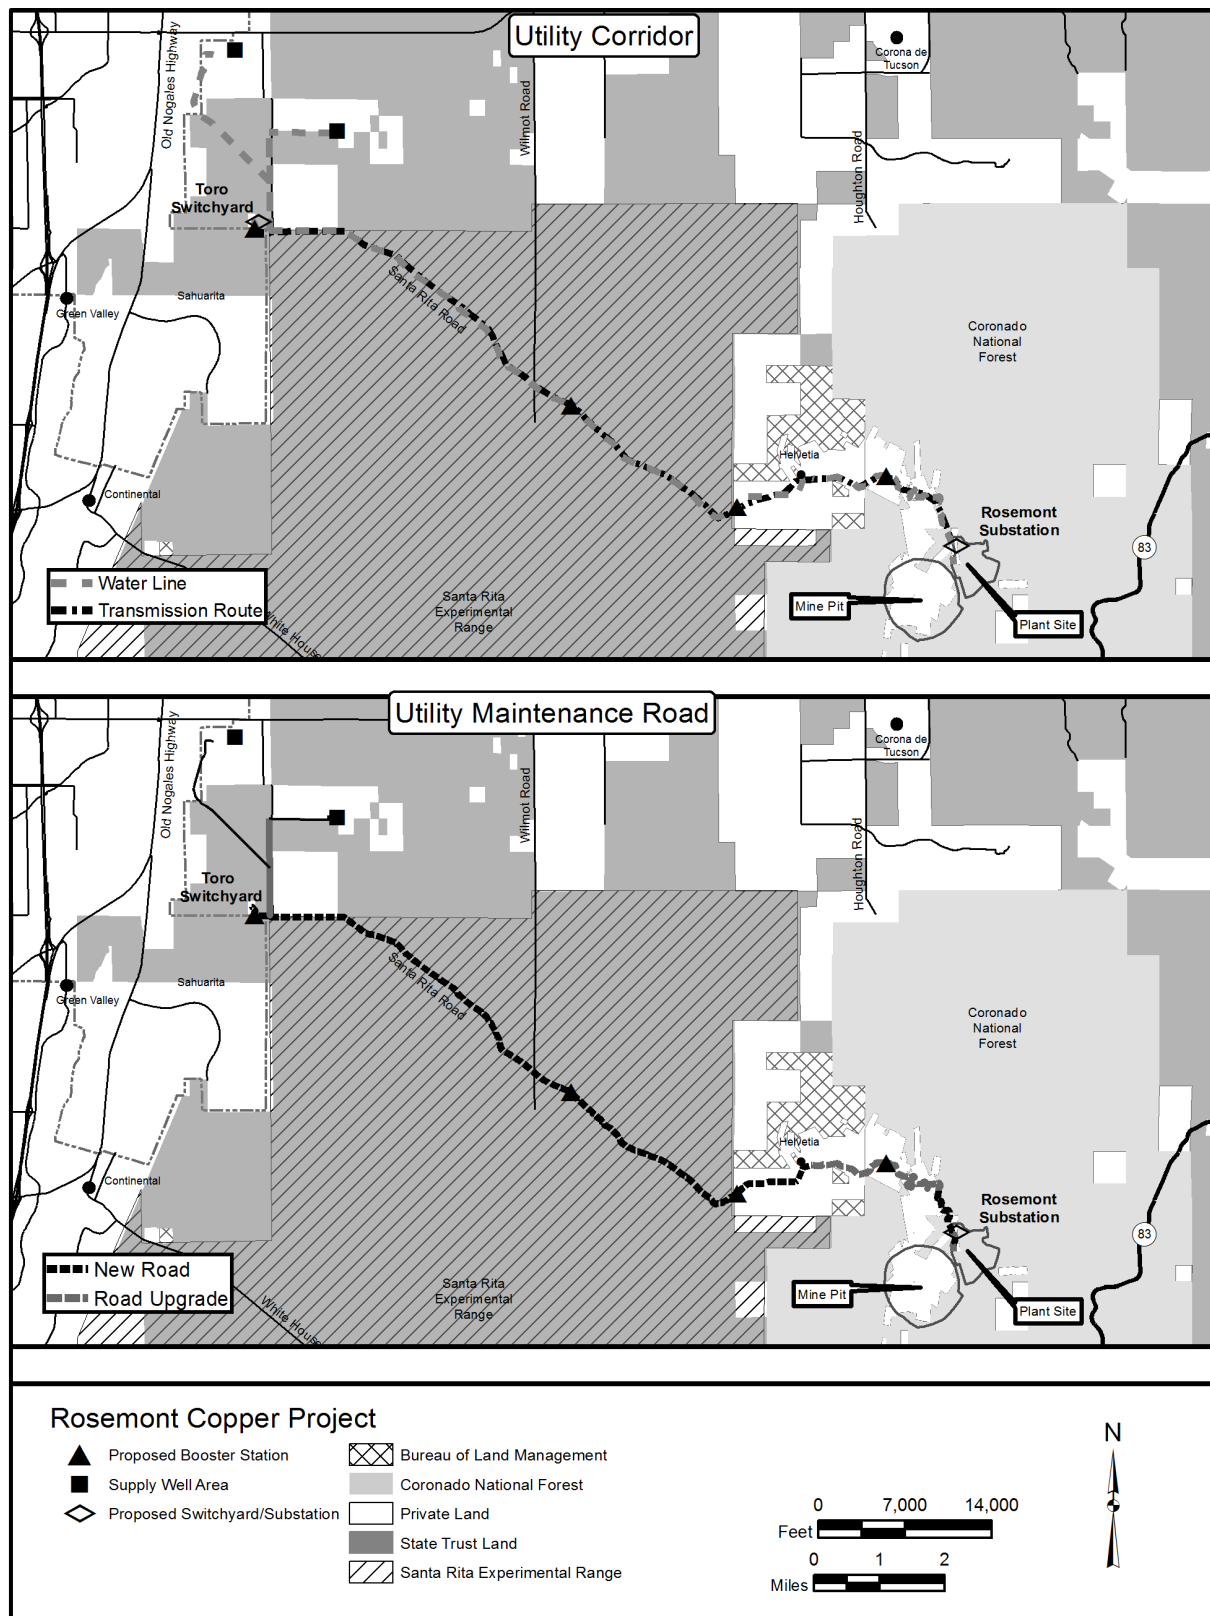 Utility Corridor
Old Nogales Highway
Wilmot Road
Corona de
Tucson
Houghton Road
Toro
Switchyard
Santa Rita Road
Sahuarita
Green Valley
Coronado
National
Forest
Helvetia
Continental
Rosemont
Substation
83
Water Line
Transmission Route
Santa Rita
Experimental
Range
Mine Pit
Plant Site
White House
Utility Maintenance Road
Old Nogales Highway
Wilmot Road
Corona de
Tucson
Houghton Road
Toro
Switchyard
Santa Rita Road
Sahuarita
Green Valley
Coronado
National
Forest
Helvetia
Continental
Rosemont
Substation
83
New Road
Road Upgrade
Santa Rita
Experimental
Range
Mine Pit
Plant Site
White House
Rosemont Copper Project
Proposed Booster Station
Supply Well Area
Proposed Switchyard/Substation
Bureau of Land Management
Coronado National Forest
Private Land
State Trust Land
Santa Rita Experimental Range
0 7,000 14,000
Feet
0 1 2
Miles
N